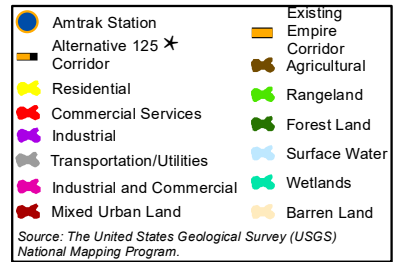 Amtrak Station
Alternative 125 *
Corridor
Residential
Commercial Services
Industrial
Transportation/Utilities
Industrial and Commercial
Mixed Urban Land
Existing
Empire
Corridor
Agricultural
Rangeland
Forest Land
Surface Water
Wetlands
Barren Land
Source: The United States Geological Survey (USGS)
National Mapping Program.